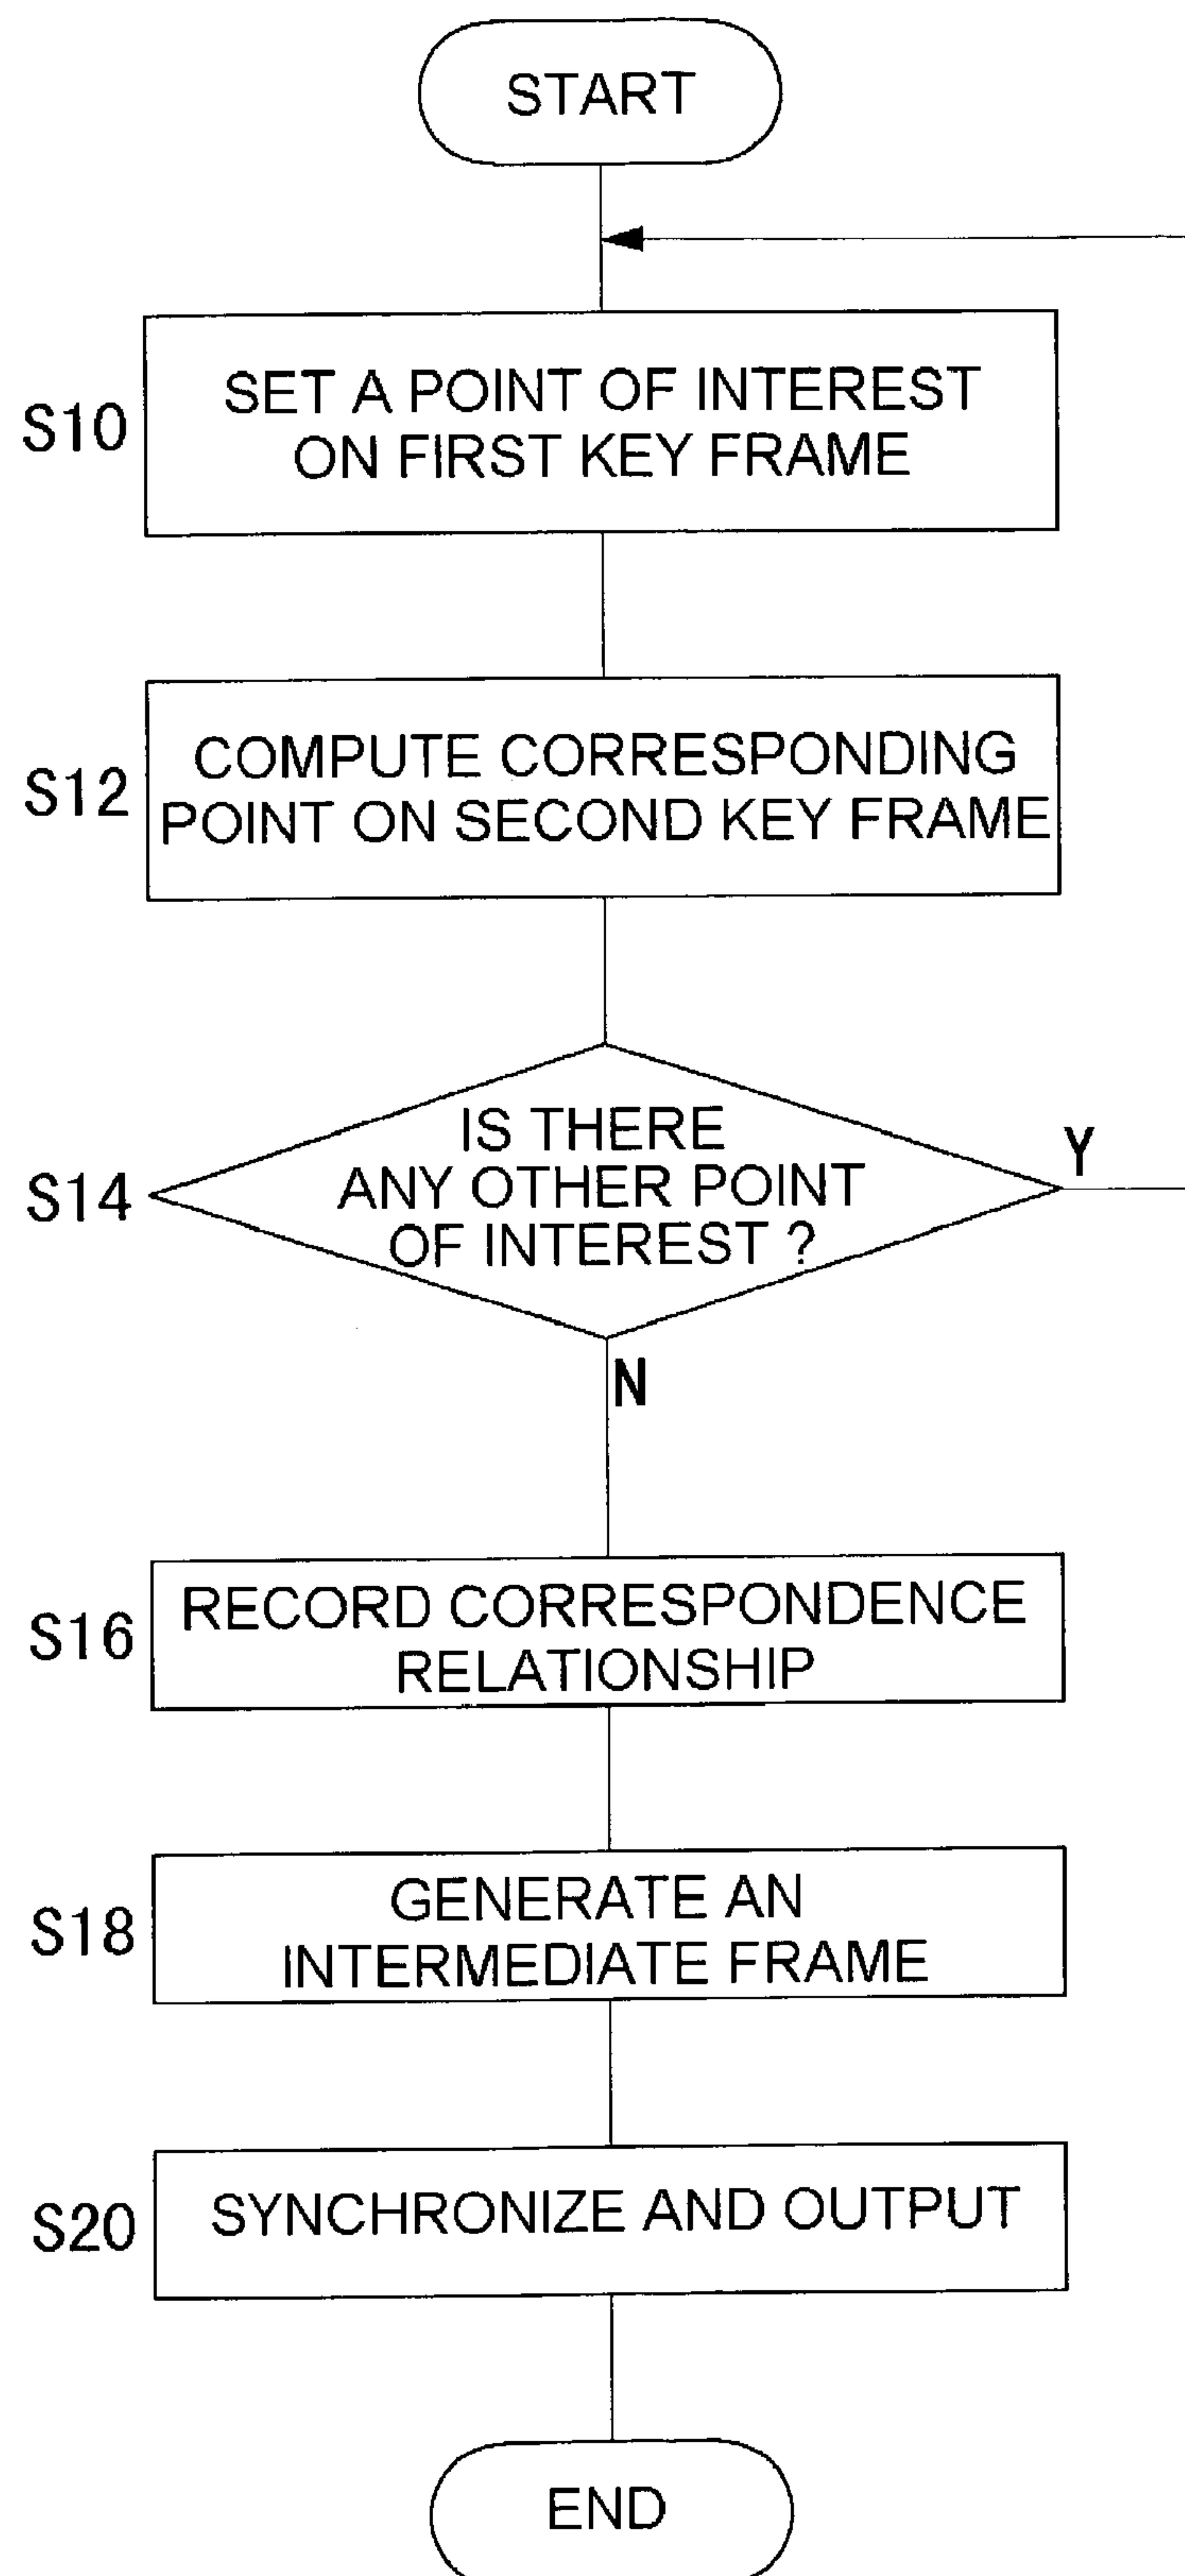 START
S10
SET A POINT OF INTEREST
ON FIRST KEY FRAME
S12
COMPUTE CORRESPONDING
POINT ON SECOND KEY FRAME
S14
IS THERE
ANY OTHER POINT
OF INTEREST ?
Y
N
S16
RECORD CORRESPONDENCE
RELATIONSHIP
S18
GENERATE AN
INTERMEDIATE FRAME
S20
SYNCHRONIZE AND OUTPUT
END